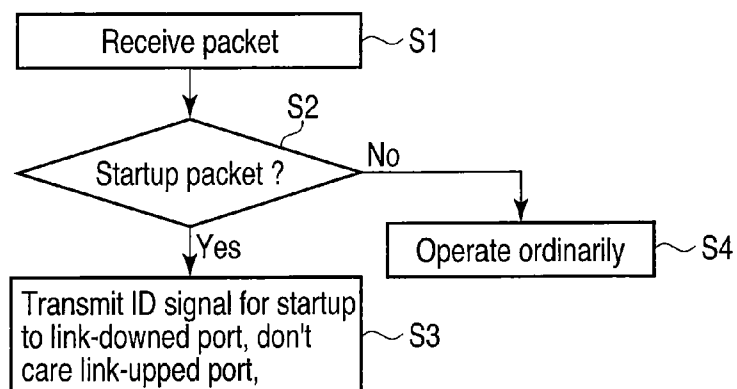 Receive packet
S1
S2
Startup packet ?
No
Yes
Operate ordinarily
S4
Transmit ID signal for startup
to link-downed port, don't
care link-upped port,
S3